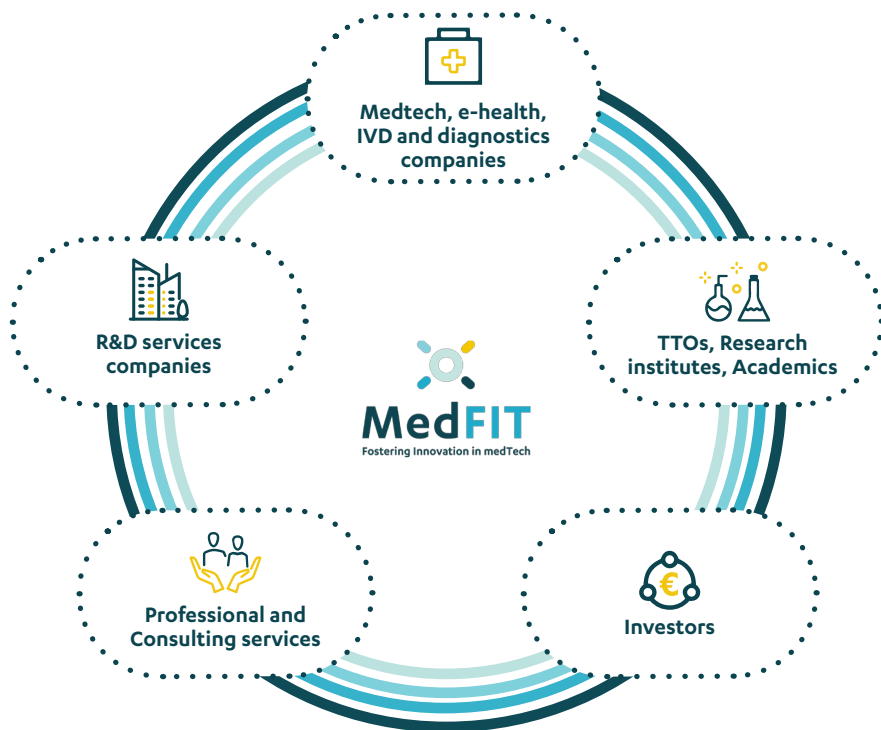 Medtech, e-health,
IVD and diagnostics
companies
R&D services
companies
TTOs, Research
institutes, Academics
MedFIT
Fostering Innovation in medTech
Professional and
Consulting services
€
Investors